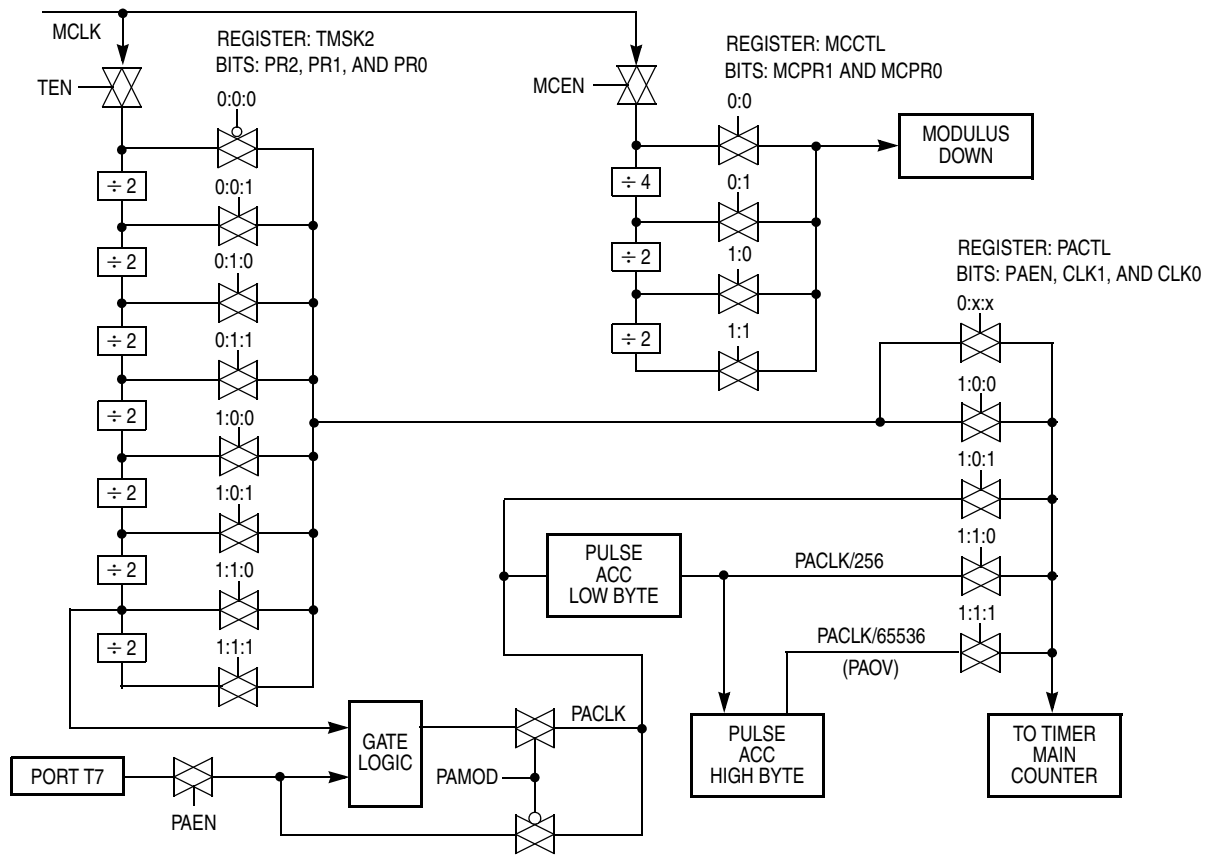 MCLK
REGISTER: TMSK2
BITS: PR2, PR1, AND PR0
TEN
0:0:0
÷ 2
0:0:1
÷ 2
0:1:0
÷ 2
0:1:1
÷ 2
1:0:0
÷ 2
1:0:1
÷ 2
1:1:0
÷ 2
1:1:1
REGISTER: MCCTL
BITS: MCPR1 AND MCPR0
MCEN
0:0
÷ 4
0:1
÷ 2
1:0
÷ 2
1:1
MODULUS
DOWN
REGISTER: PACTL
BITS: PAEN, CLK1, AND CLK0
0:x:x
1:0:0
1:0:1
1:1:0
1:1:1
PULSE
ACC
LOW BYTE
PACLK/256
PACLK/65536
(PAOV)
PORT T7
PAEN
GATE
LOGIC
PACLK
PAMOD
PULSE
ACC
HIGH BYTE
TO TIMER
MAIN
COUNTER